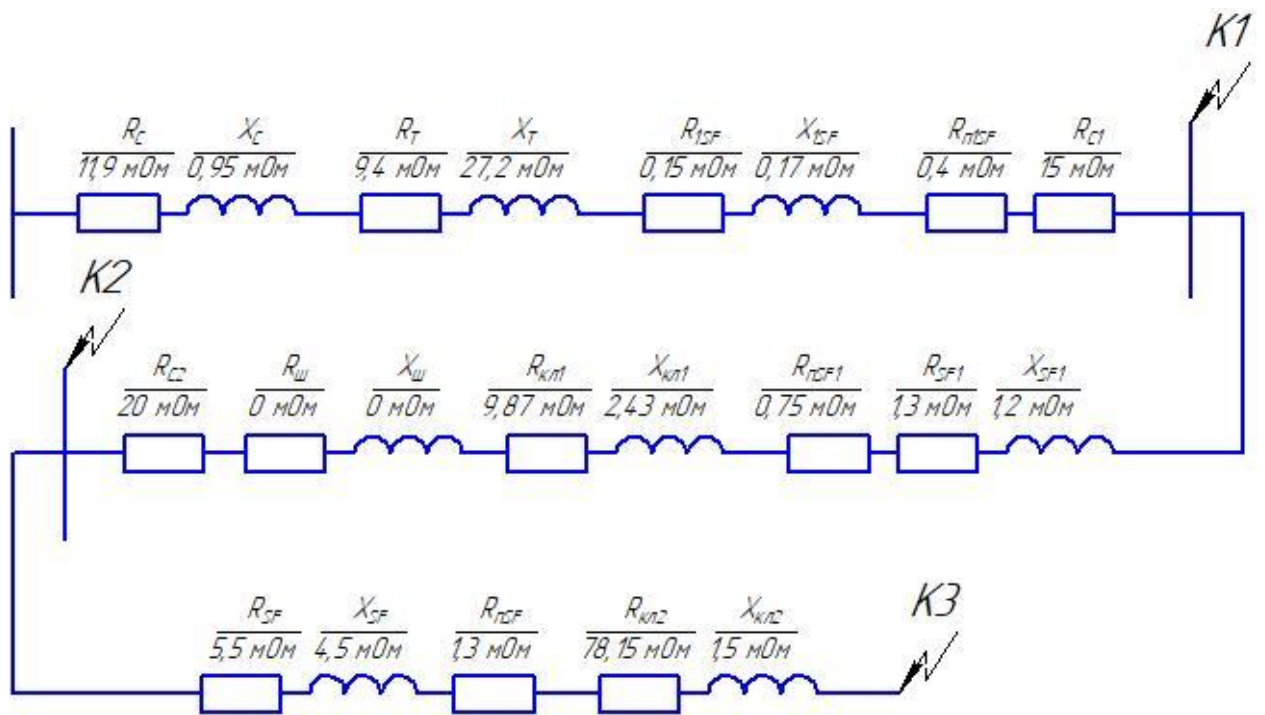 K1
R_C X_C R_T X_T R_1SF X_1SF R_п1SF R_C1
11,9 мОм 0,95 мОм 9,4 мОм 27,2 мОм 0,15 мОм 0,17 мОм 0,4 мОм 15 мОм
K2
R_C2 R_Ш X_Ш R_кл1 X_кл1 R_пSF1 R_SF1 X_SF1
20 мОм 0 мОм 0 мОм 9,87 мОм 2,43 мОм 0,75 мОм 1,3 мОм 1,2 мОм
R_SF X_SF R_пSF R_кл2 X_кл2 K3
5,5 мОм 4,5 мОм 1,3 мОм 78,15 мОм 1,5 мОм